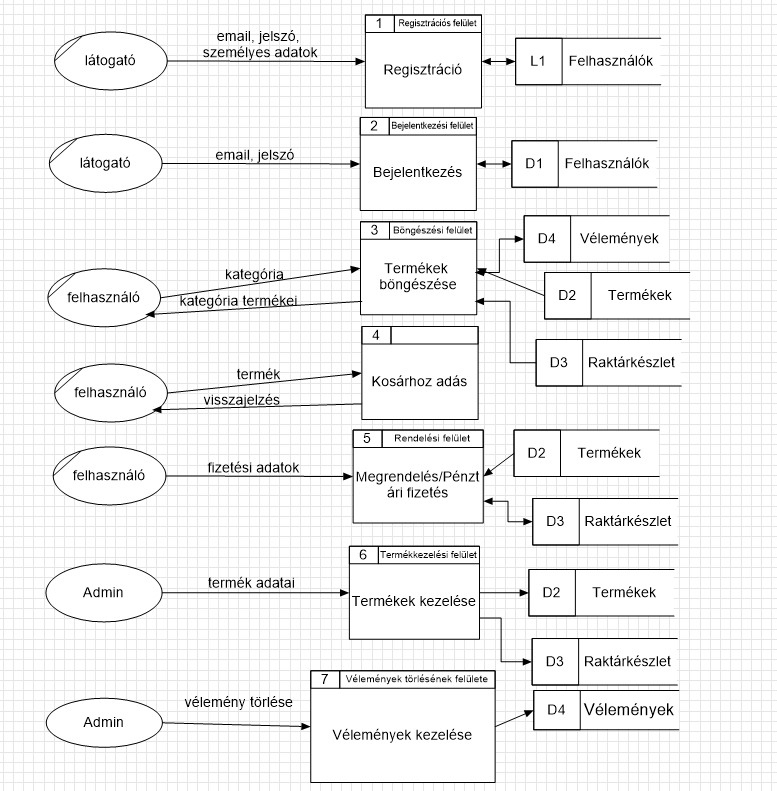 1 Regisztrációs felület
email, jelszó,
személyes adatok
látogató
Regisztráció
L1 Felhasználók
2 Bejelentkezési felület
email, jelszó
látogató
Bejelentkezés
D1 Felhasználók
3 Böngészési felület
D4 Vélemények
kategória
Termékek
böngészése
felhasználó
kategória termékei
D2 Termékek
4
D3 Raktárkészlet
termék
Kosárhoz adás
felhasználó
visszajelzés
5 Rendelési felület
D2 Termékek
fizetési adatok
felhasználó
Megrendelés/Pénzt
ári fizetés
D3 Raktárkészlet
6 Termékkezelési felület
termék adatai
Admin
Termékek kezelése
D2 Termékek
D3 Raktárkészlet
7 Vélemények törlésének felülete
vélemény törlése
D4 Vélemények
Admin
Vélemények kezelése